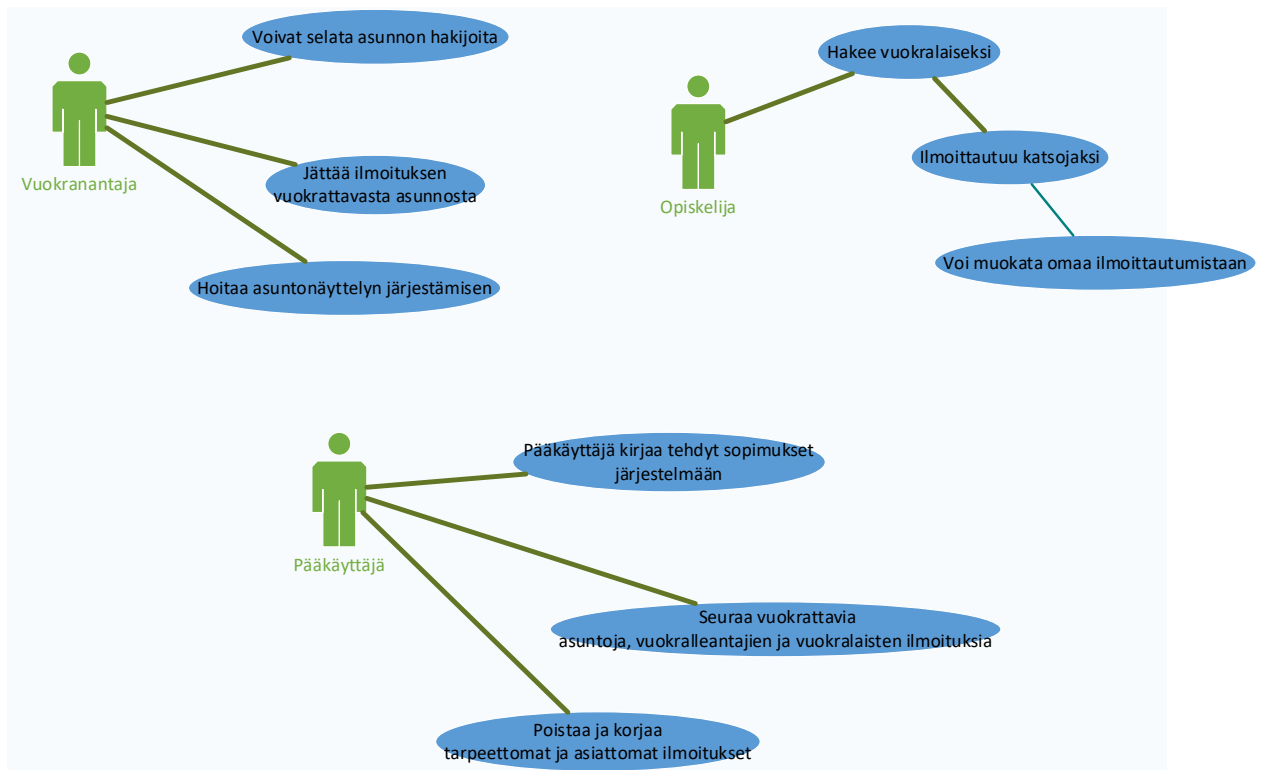 Voivat selata asunnon hakijoita
Vuokranantaja
Jättää ilmoituksen
vuokrattavasta asunnosta
Hoitaa asuntonäyttelyn järjestämisen
Hakee vuokralaiseksi
Opiskelija
Ilmoittautuu katsojaksi
Voi muokata omaa ilmoittautumistaan
Pääkäyttäjä
Pääkäyttäjä kirjaa tehdyt sopimukset
järjestelmään
Seuraa vuokrattavia
asuntoja, vuokralleantajien ja vuokralaisten ilmoituksia
Poistaa ja korjaa
tarpeettomat ja asiattomat ilmoitukset